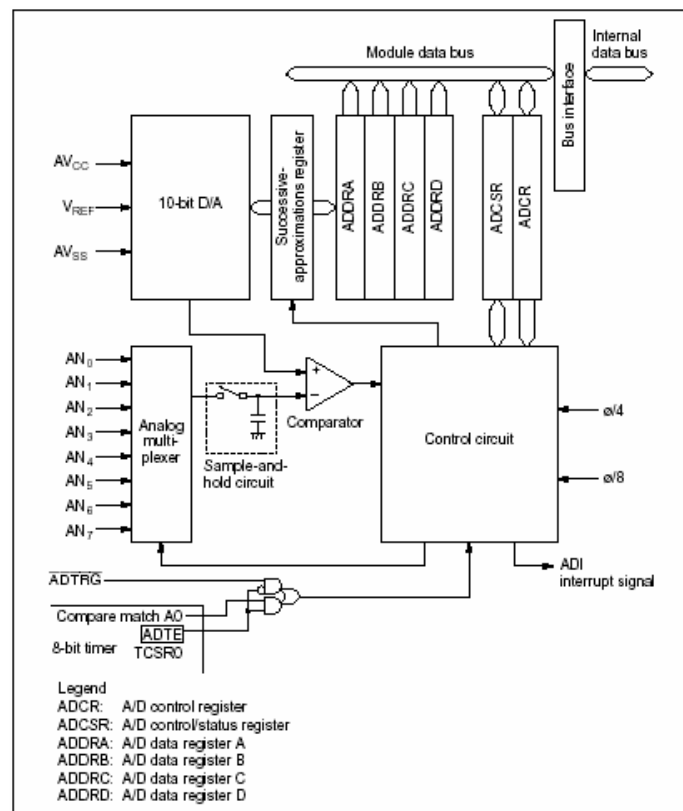 Module data bus
Internal
data bus
Bus interface
AVCC
VREF
AVSS
10-bit D/A
Successive-
approximations register
ADDRA
ADDRB
ADDRC
ADDRD
ADCSR
ADCR
AN0
AN1
AN2
AN3
AN4
AN5
AN6
AN7
Analog
multi-
plexer
+
−
Comparator
Sample-and-
hold circuit
Control circuit
ø/4
ø/8
ADI
interrupt signal
ADTRG
Compare match A0
ADTE
8-bit timer
TCSR0
Legend
ADCR: A/D control register
ADCSR: A/D control/status register
ADDRA: A/D data register A
ADDRB: A/D data register B
ADDRC: A/D data register C
ADDRD: A/D data register D